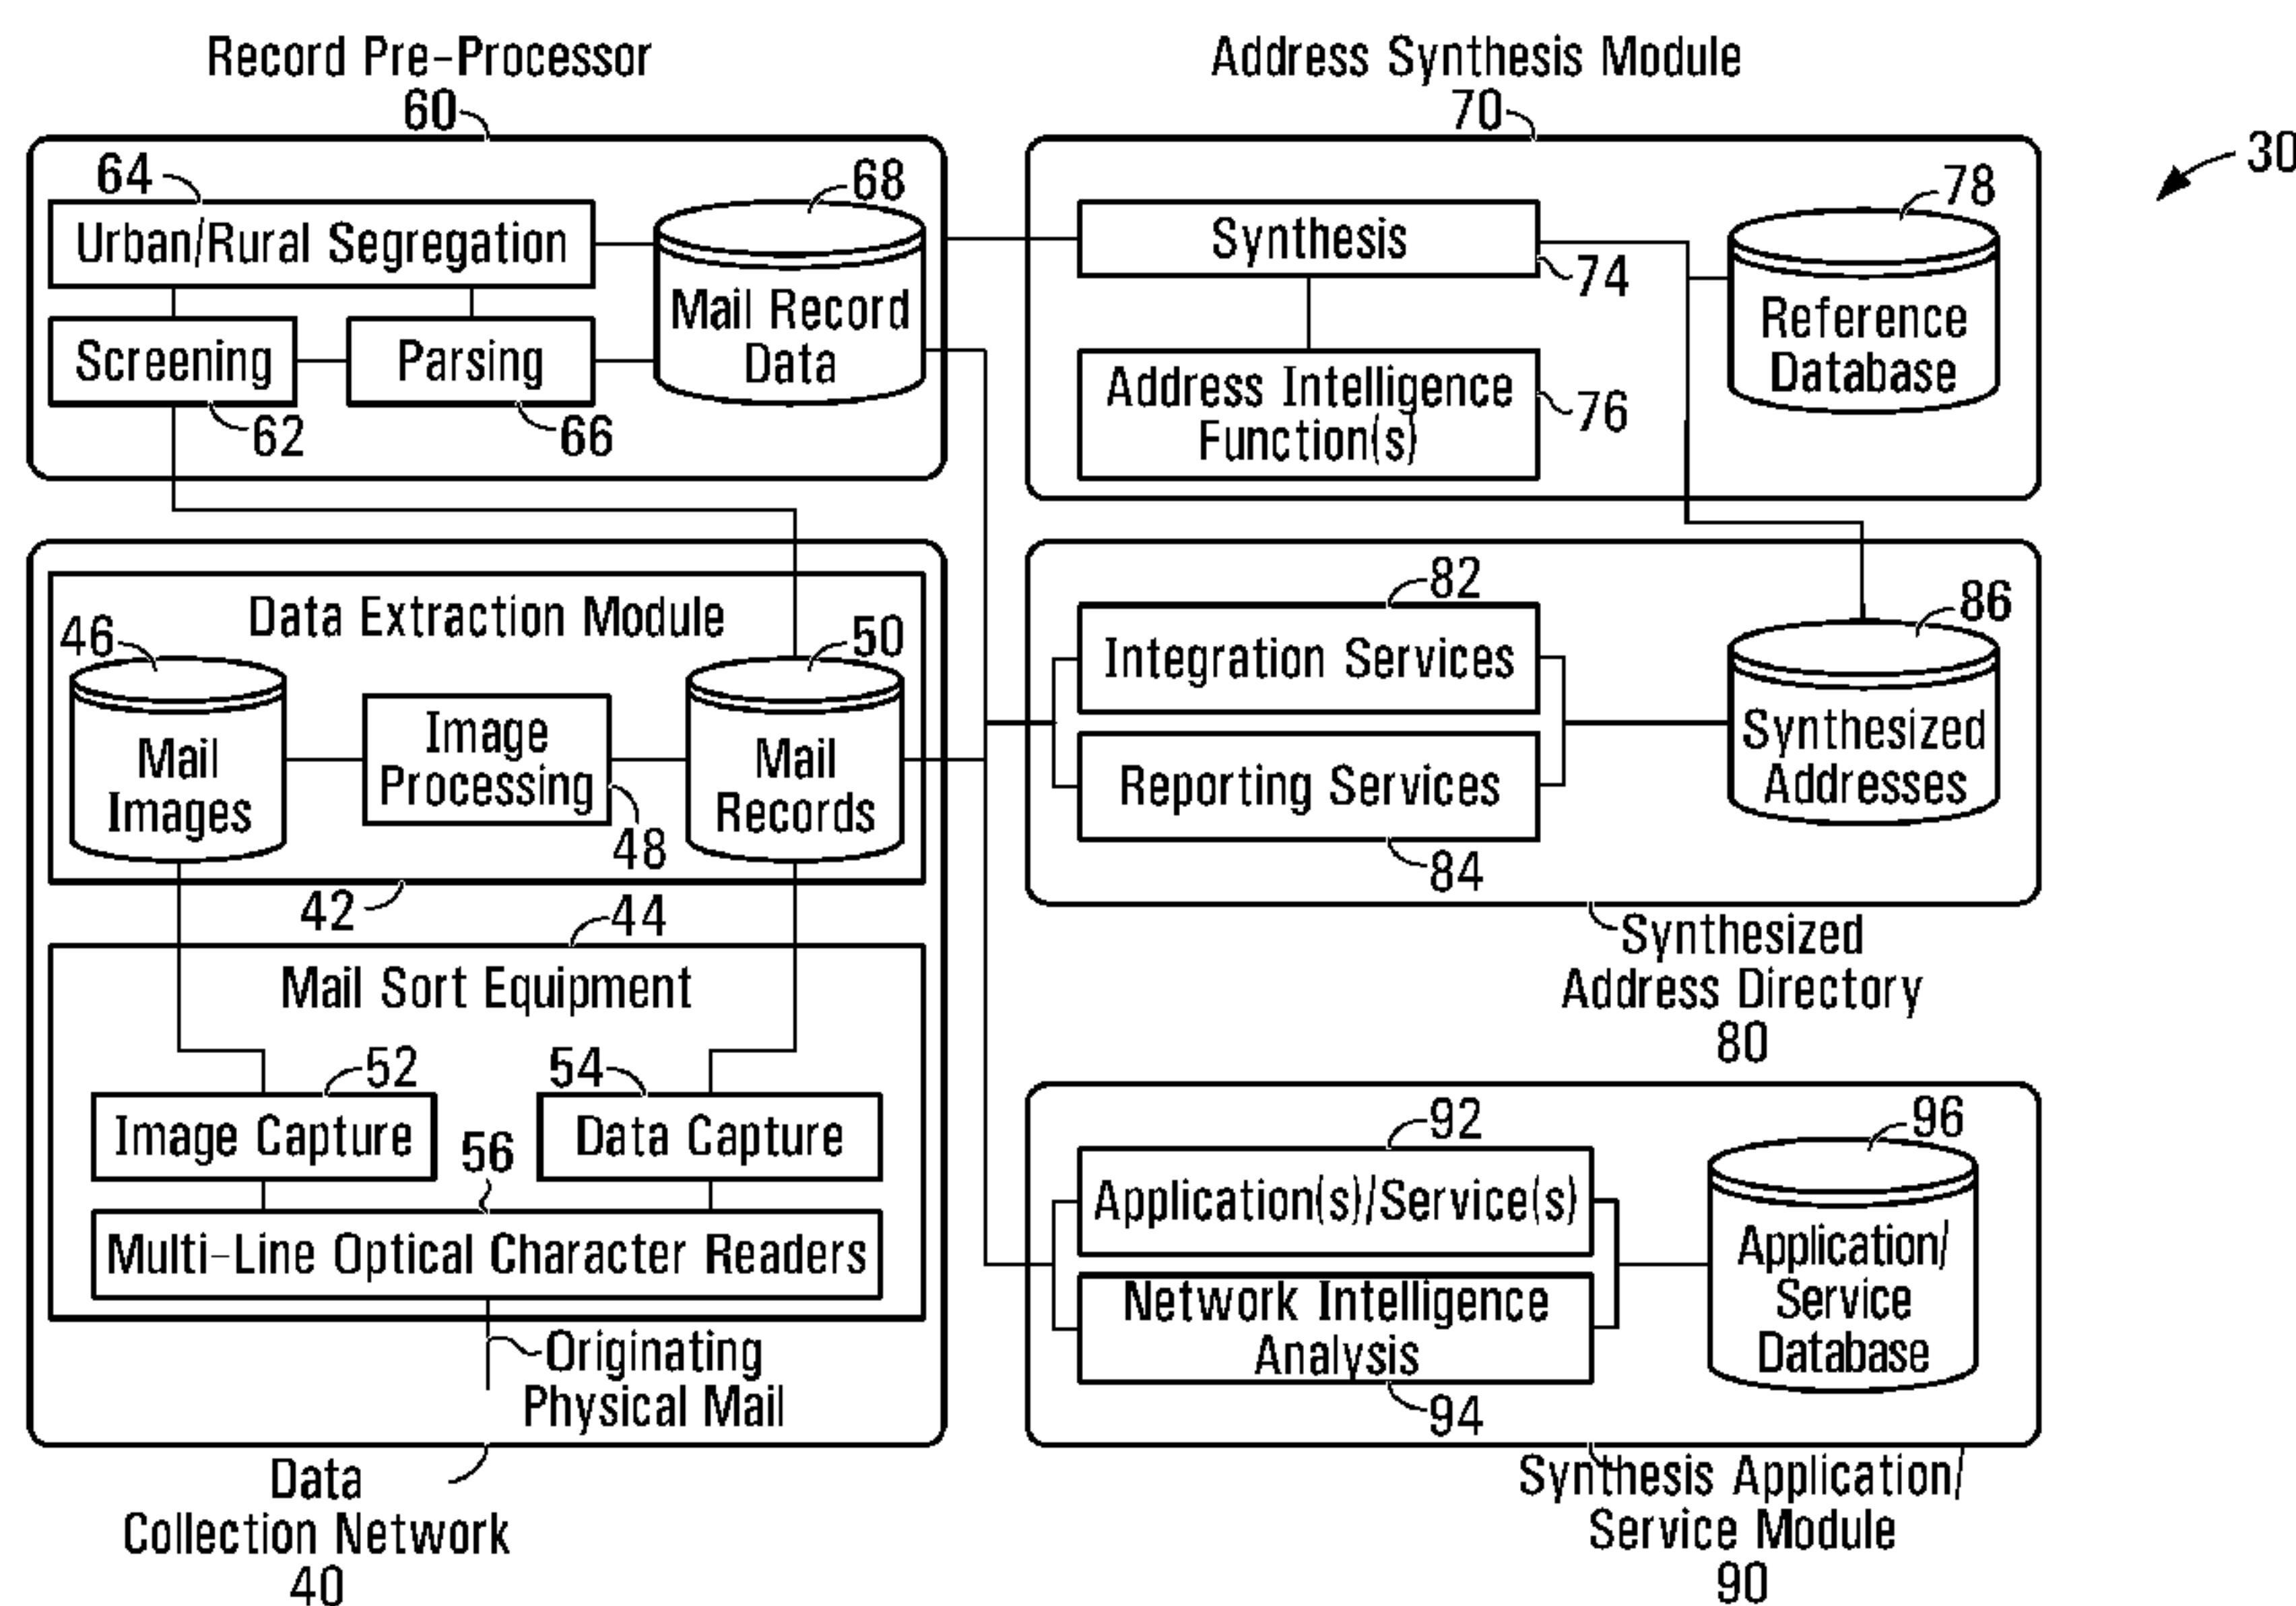 Record Pre-Processor
60
64
68
Urban/Rural Segregation
Mail Record
Data
Screening
Parsing
62
66
Address Synthesis Module
70
30
78
Synthesis
74
Reference
Database
Address Intelligence
Function(s)
76
Data Extraction Module
46
50
Mail
Images
Image
Processing
48
Mail
Records
42
44
Mail Sort Equipment
52
54
Image Capture
56
Data Capture
Multi-Line Optical Character Readers
Originating
Physical Mail
Data
Collection Network
40
82
86
Integration Services
Reporting Services
84
Synthesized
Addresses
Synthesized
Address Directory
80
92
96
Application(s)/Service(s)
Network Intelligence
Analysis
94
Application/
Service
Database
Synthesis Application/
Service Module
90